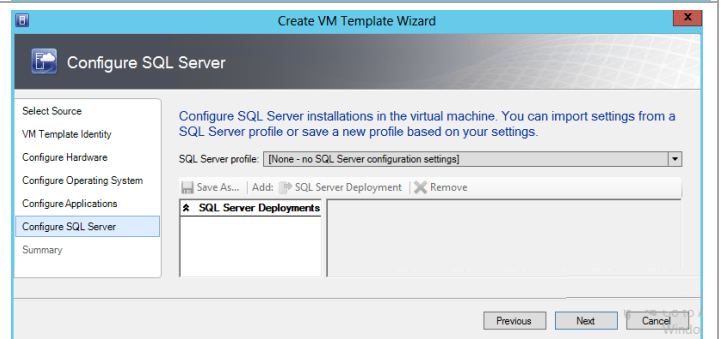 Create VM Template Wizard
x
Configure SQL Server
Select Source
VM Template Identity
Configure Hardware
Configure Operating System
Configure Applications
Configure SQL Server
Summary
Configure SQL Server installations in the virtual machine. You can import settings from a
SQL Server profile or save a new profile based on your settings.
SQL Server profile: [None - no SQL Server configuration settings]
Save As... Add: SQL Server Deployment Remove
SQL Server Deployments
Previous Next Cancel